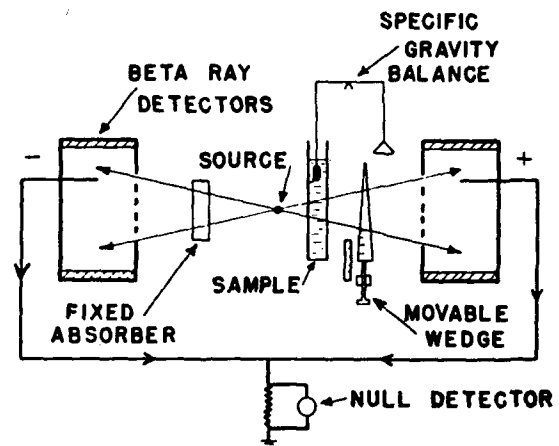 SPECIFIC
GRAVITY
BALANCE
BETA RAY
DETECTORS
SOURCE
-
+
SAMPLE
FIXED
ABSORBER
MOVABLE
WEDGE
NULL DETECTOR